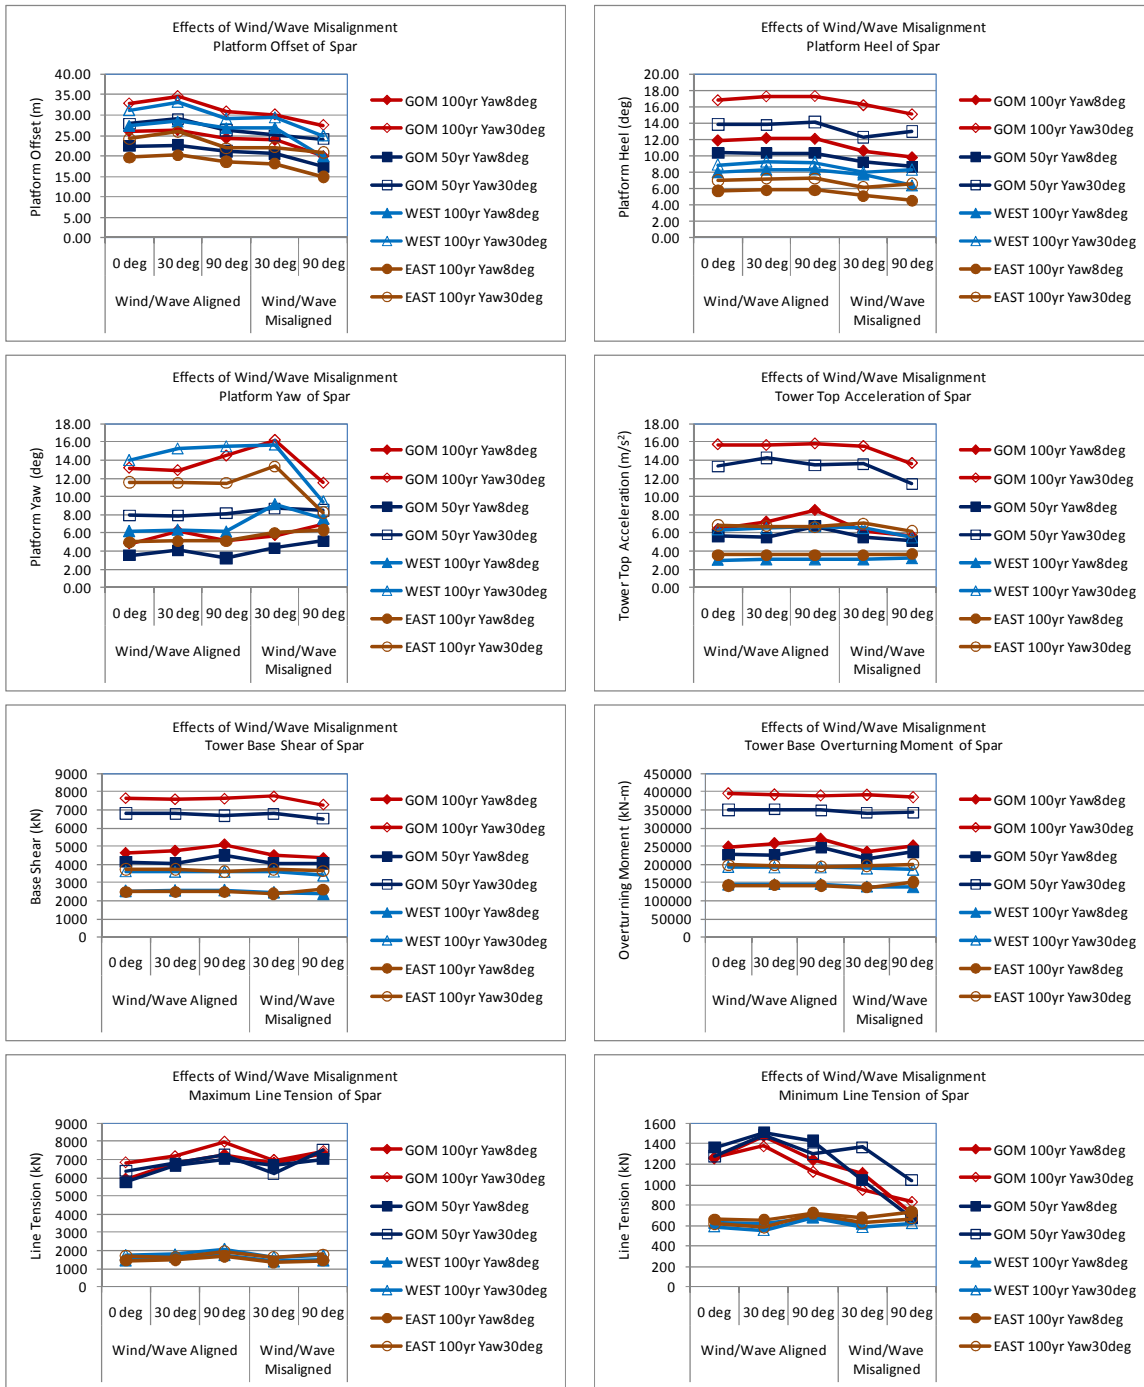 Effects of Wind/Wave Misalignment
Platform Offset of Spar
Platform Offset (m)
40.00
35.00
30.00
25.00
20.00
15.00
10.00
5.00
0.00
0 deg 30 deg 90 deg 30 deg 90 deg
Wind/Wave Aligned Wind/Wave
Misaligned
GOM 100yr Yaw8deg
GOM 100yr Yaw30deg
GOM 50yr Yaw8deg
GOM 50yr Yaw30deg
WEST 100yr Yaw8deg
WEST 100yr Yaw30deg
EAST 100yr Yaw8deg
EAST 100yr Yaw30deg
Effects of Wind/Wave Misalignment
Platform Heel of Spar
Platform Heel (deg)
20.00
18.00
16.00
14.00
12.00
10.00
8.00
6.00
4.00
2.00
0.00
0 deg 30 deg 90 deg 30 deg 90 deg
Wind/Wave Aligned Wind/Wave
Misaligned
GOM 100yr Yaw8deg
GOM 100yr Yaw30deg
GOM 50yr Yaw8deg
GOM 50yr Yaw30deg
WEST 100yr Yaw8deg
WEST 100yr Yaw30deg
EAST 100yr Yaw8deg
EAST 100yr Yaw30deg
Effects of Wind/Wave Misalignment
Platform Yaw of Spar
Platform Yaw (deg)
18.00
16.00
14.00
12.00
10.00
8.00
6.00
4.00
2.00
0.00
0 deg 30 deg 90 deg 30 deg 90 deg
Wind/Wave Aligned Wind/Wave
Misaligned
GOM 100yr Yaw8deg
GOM 100yr Yaw30deg
GOM 50yr Yaw8deg
GOM 50yr Yaw30deg
WEST 100yr Yaw8deg
WEST 100yr Yaw30deg
EAST 100yr Yaw8deg
EAST 100yr Yaw30deg
Effects of Wind/Wave Misalignment
Tower Top Acceleration of Spar
Tower Top Acceleration (m/s²)
18.00
16.00
14.00
12.00
10.00
8.00
6.00
4.00
2.00
0.00
0 deg 30 deg 90 deg 30 deg 90 deg
Wind/Wave Aligned Wind/Wave
Misaligned
GOM 100yr Yaw8deg
GOM 100yr Yaw30deg
GOM 50yr Yaw8deg
GOM 50yr Yaw30deg
WEST 100yr Yaw8deg
WEST 100yr Yaw30deg
EAST 100yr Yaw8deg
EAST 100yr Yaw30deg
Effects of Wind/Wave Misalignment
Tower Base Shear of Spar
Base Shear (kN)
9000
8000
7000
6000
5000
4000
3000
2000
1000
0
0 deg 30 deg 90 deg 30 deg 90 deg
Wind/Wave Aligned Wind/Wave
Misaligned
GOM 100yr Yaw8deg
GOM 100yr Yaw30deg
GOM 50yr Yaw8deg
GOM 50yr Yaw30deg
WEST 100yr Yaw8deg
WEST 100yr Yaw30deg
EAST 100yr Yaw8deg
EAST 100yr Yaw30deg
Effects of Wind/Wave Misalignment
Tower Base Overturning Moment of Spar
Overturning Moment (kN-m)
450000
400000
350000
300000
250000
200000
150000
100000
50000
0
0 deg 30 deg 90 deg 30 deg 90 deg
Wind/Wave Aligned Wind/Wave
Misaligned
GOM 100yr Yaw8deg
GOM 100yr Yaw30deg
GOM 50yr Yaw8deg
GOM 50yr Yaw30deg
WEST 100yr Yaw8deg
WEST 100yr Yaw30deg
EAST 100yr Yaw8deg
EAST 100yr Yaw30deg
Effects of Wind/Wave Misalignment
Maximum Line Tension of Spar
Line Tension (kN)
9000
8000
7000
6000
5000
4000
3000
2000
1000
0
0 deg 30 deg 90 deg 30 deg 90 deg
Wind/Wave Aligned Wind/Wave
Misaligned
GOM 100yr Yaw8deg
GOM 100yr Yaw30deg
GOM 50yr Yaw8deg
GOM 50yr Yaw30deg
WEST 100yr Yaw8deg
WEST 100yr Yaw30deg
EAST 100yr Yaw8deg
EAST 100yr Yaw30deg
Effects of Wind/Wave Misalignment
Minimum Line Tension of Spar
Line Tension (kN)
1600
1400
1200
1000
800
600
400
200
0
0 deg 30 deg 90 deg 30 deg 90 deg
Wind/Wave Aligned Wind/Wave
Misaligned
GOM 100yr Yaw8deg
GOM 100yr Yaw30deg
GOM 50yr Yaw8deg
GOM 50yr Yaw30deg
WEST 100yr Yaw8deg
WEST 100yr Yaw30deg
EAST 100yr Yaw8deg
EAST 100yr Yaw30deg